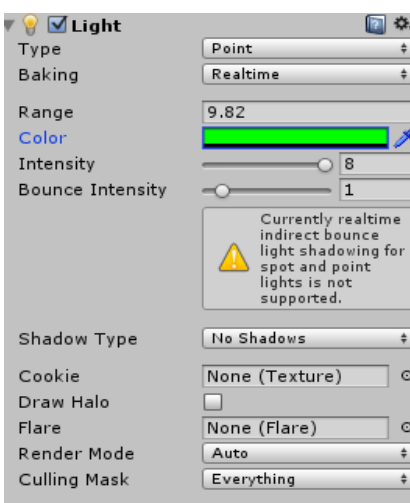 Light
Type Point
Baking Realtime
Range 9.82
Color
Intensity 8
Bounce Intensity 1
Currently realtime
indirect bounce
light shadowing for
spot and point
lights is not
supported.
Shadow Type No Shadows
Cookie None (Texture)
Draw Halo
Flare None (Flare)
Render Mode Auto
Culling Mask Everything